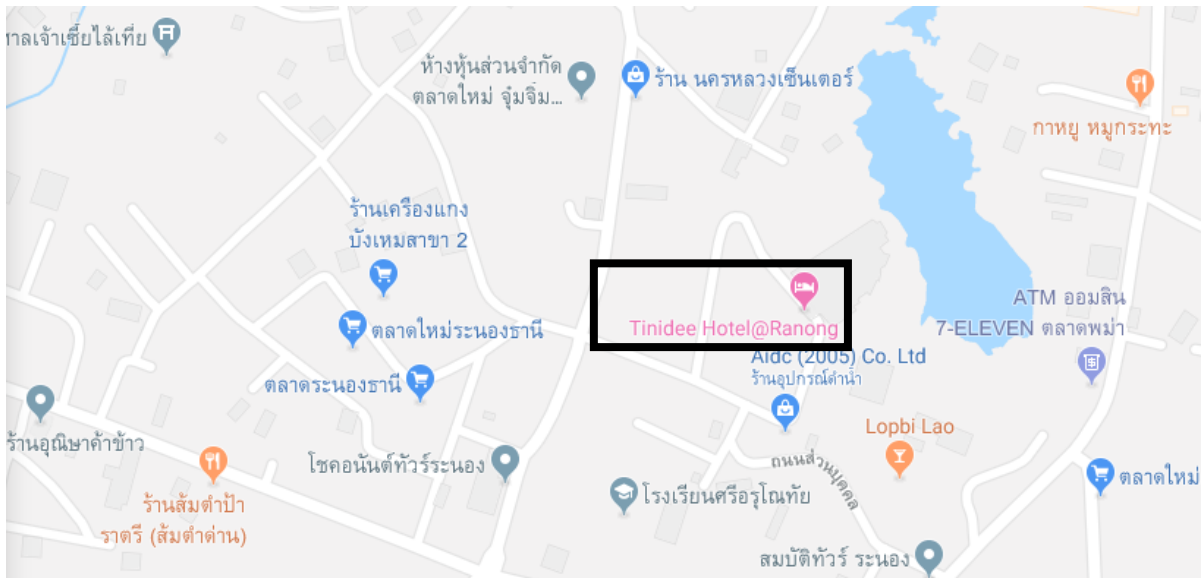 าลเจ้าเซี้ยไล้เที่ย
ห้างหุ้นส่วนจำกัด
ตลาดใหม่ จุ๋มจิ๋ม...
ร้าน นครหลวงเซ็นเตอร์
กาหยู หมูกระทะ
ร้านเครื่องแกง
บังเหมสาขา 2
ตลาดใหม่ระนองธานี
ตลาดระนองธานี
Tinidee Hotel@Ranong
ATM ออมสิน
7-ELEVEN ตลาดพม่า
Aidc (2005) Co. Ltd
ร้านอุปกรณ์ดำน้ำ
Lopbi Lao
ร้านอุณิษาค้าข้าว
โชคอนันต์ทัวร์ระนอง
ถนนส่วนบุคคล
ตลาดใหม่
โรงเรียนศรีอรุโณทัย
ร้านส้มตำป้า
ราตรี (ส้มตำด่าน)
สมบัติทัวร์ ระนอง